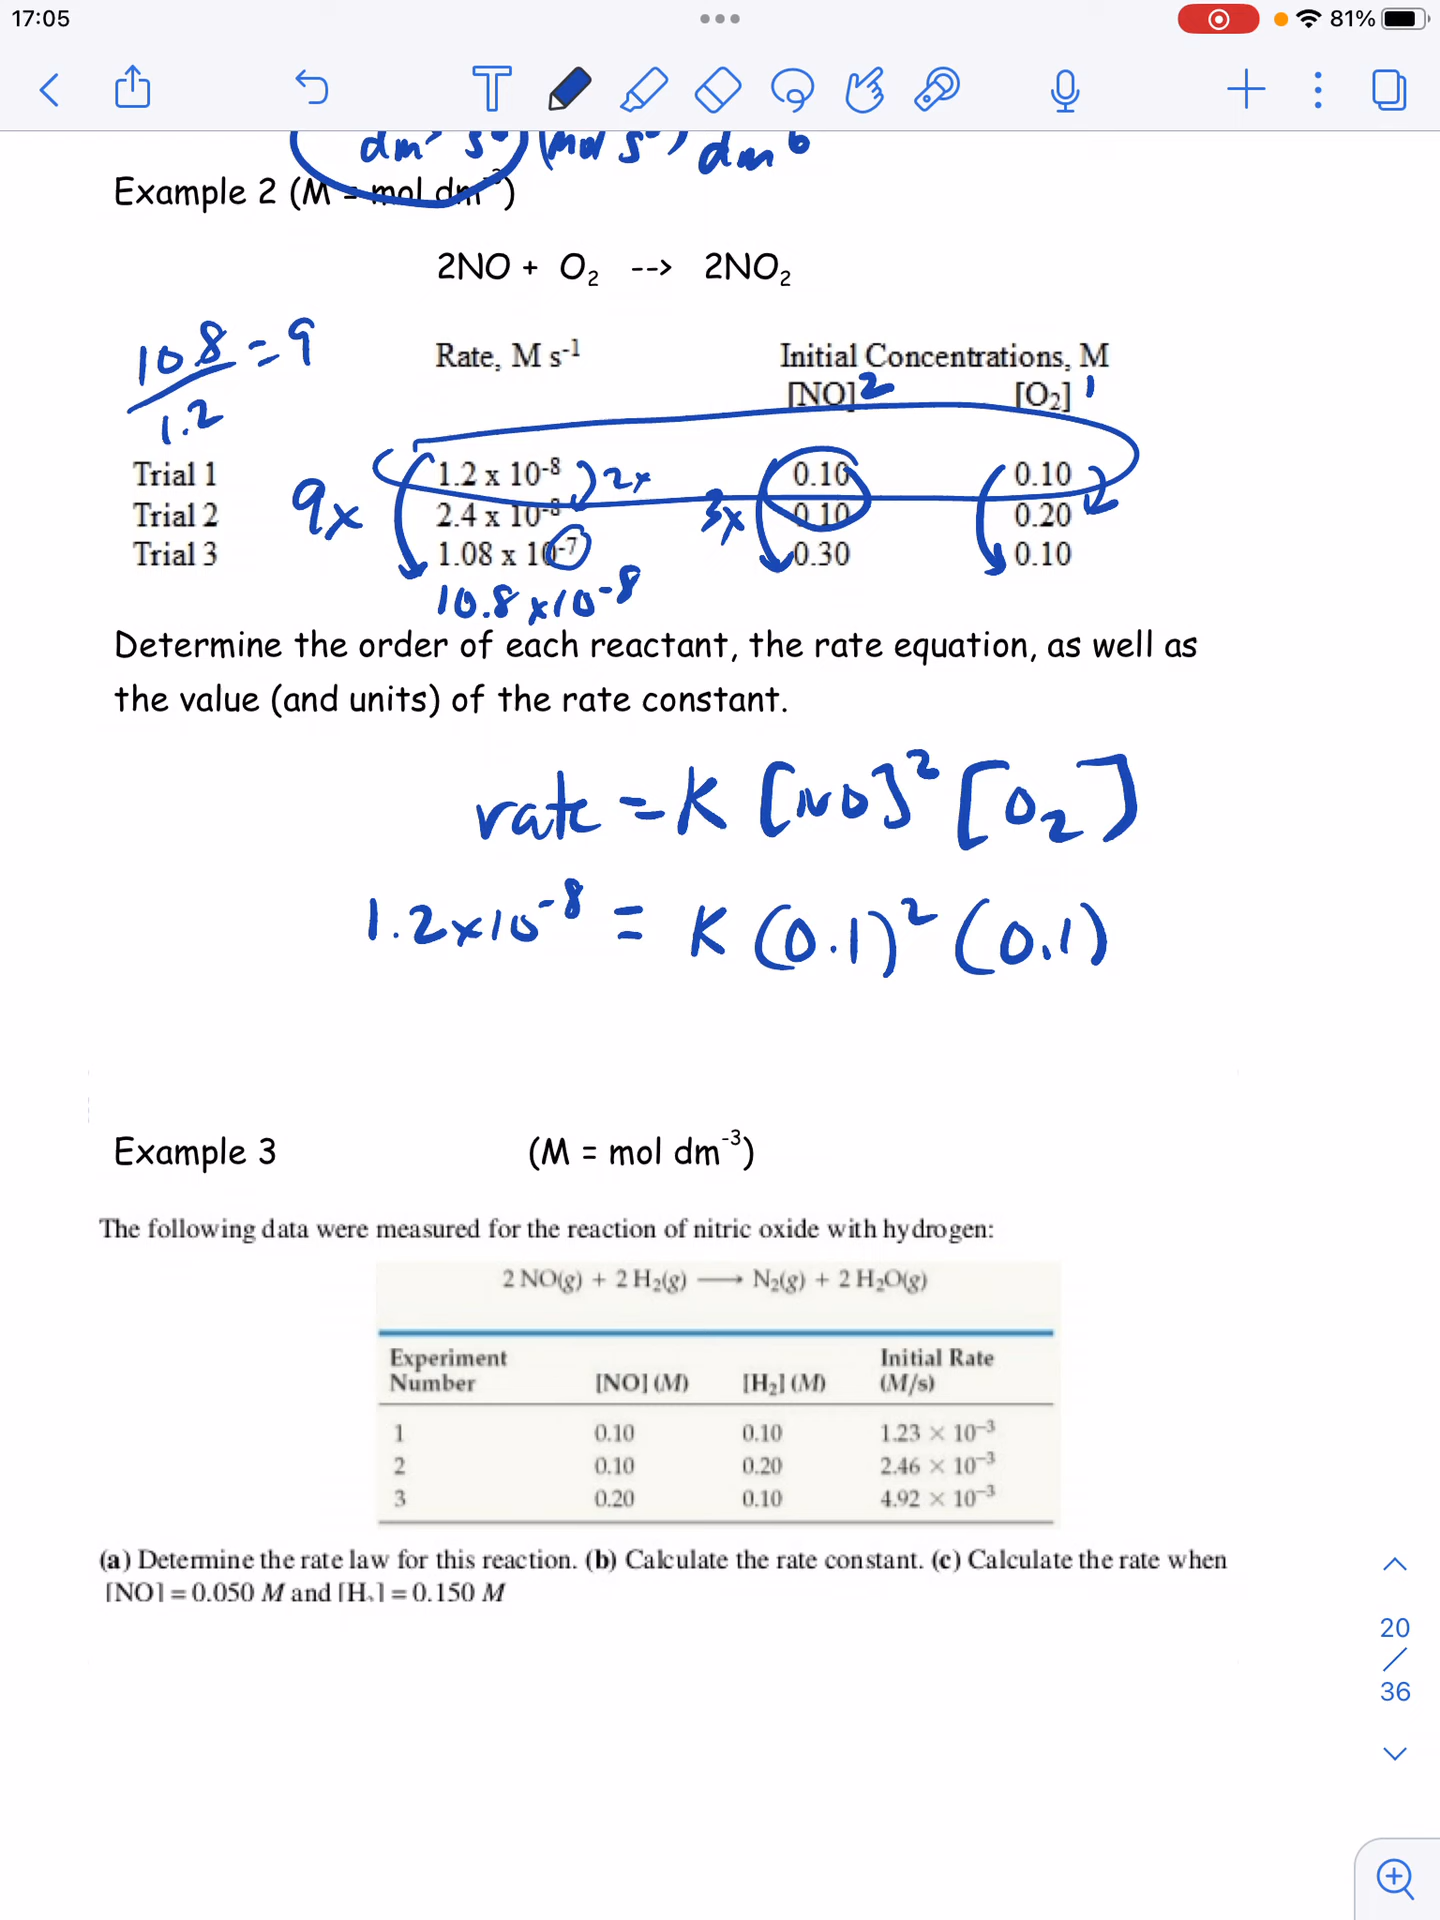 17:05
81%
T
dm³ s (mol s²) dm⁶
Example 2 (M = mol dm⁻³)
2NO + O₂ --> 2NO₂
10.8 = 9
1.2
Rate, M s⁻¹ Initial Concentrations, M
[NO]² [O₂]¹
Trial 1 1.2 x 10⁻⁸ 2x 0.10 0.10
9x 3x
Trial 2 2.4 x 10⁻⁸ 0.10 0.20
Trial 3 1.08 x 10⁻⁷ 0.30 0.10
10.8 x10⁻⁸
Determine the order of each reactant, the rate equation, as well as
the value (and units) of the rate constant.
rate = K [NO]² [O₂]
1.2x10⁻⁸ = K (0.1)² (0.1)
Example 3 (M = mol dm⁻³)
The following data were measured for the reaction of nitric oxide with hydrogen:
2 NO(g) + 2 H₂(g) ⟶ N₂(g) + 2 H₂O(g)
Experiment Initial Rate
Number [NO] (M) [H₂] (M) (M/s)
1 0.10 0.10 1.23 × 10⁻³
2 0.10 0.20 2.46 × 10⁻³
3 0.20 0.10 4.92 × 10⁻³
(a) Determine the rate law for this reaction. (b) Calculate the rate constant. (c) Calculate the rate when
[NO] = 0.050 M and [H₂] = 0.150 M
20
/
36